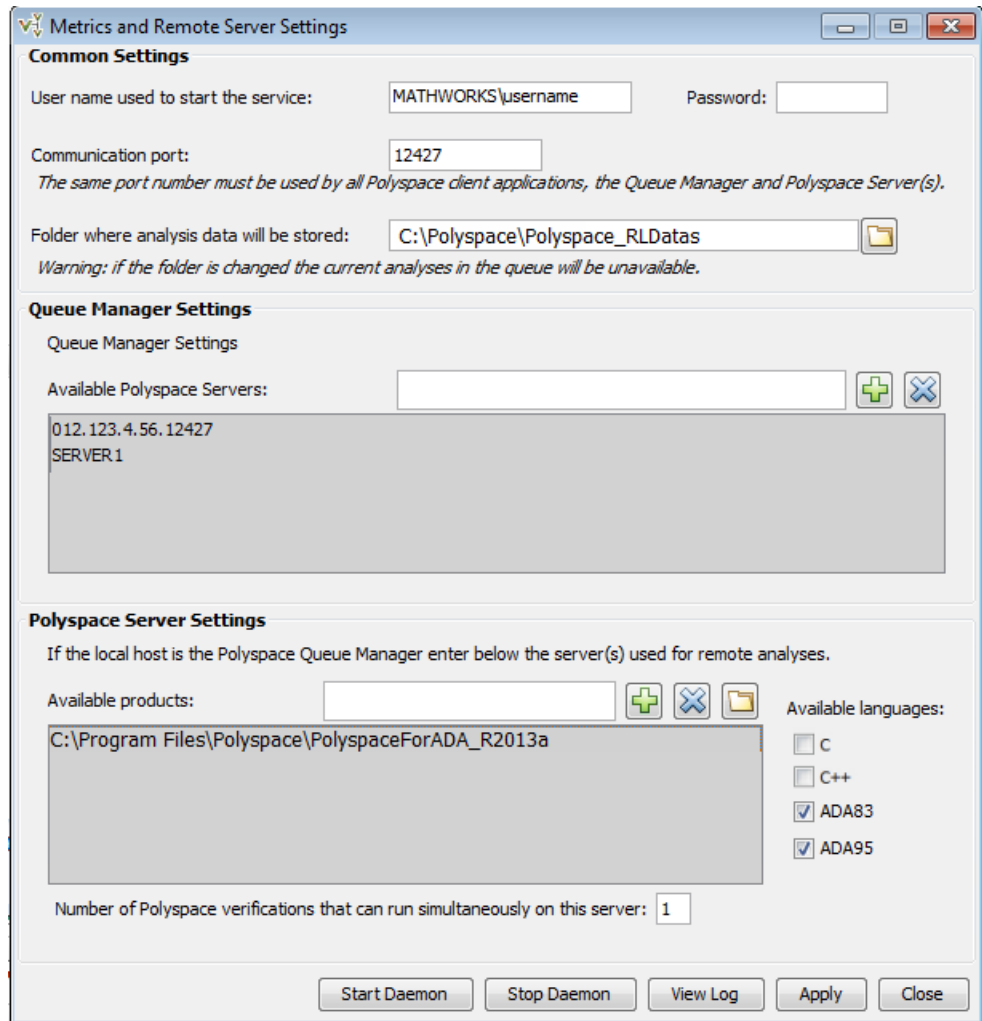 Metrics and Remote Server Settings
Common Settings
User name used to start the service: MATHWORKS\username Password:
Communication port: 12427
The same port number must be used by all Polyspace client applications, the Queue Manager and Polyspace Server(s).
Folder where analysis data will be stored: C:\Polyspace\Polyspace_RLDatas
Warning: if the folder is changed the current analyses in the queue will be unavailable.
Queue Manager Settings
Queue Manager Settings
Available Polyspace Servers:
012.123.4.56.12427
SERVER1
Polyspace Server Settings
If the local host is the Polyspace Queue Manager enter below the server(s) used for remote analyses.
Available products:
Available languages:
C:\Program Files\Polyspace\PolyspaceForADA_R2013a
C
C++
ADA83
ADA95
Number of Polyspace verifications that can run simultaneously on this server: 1
Start Daemon Stop Daemon View Log Apply Close